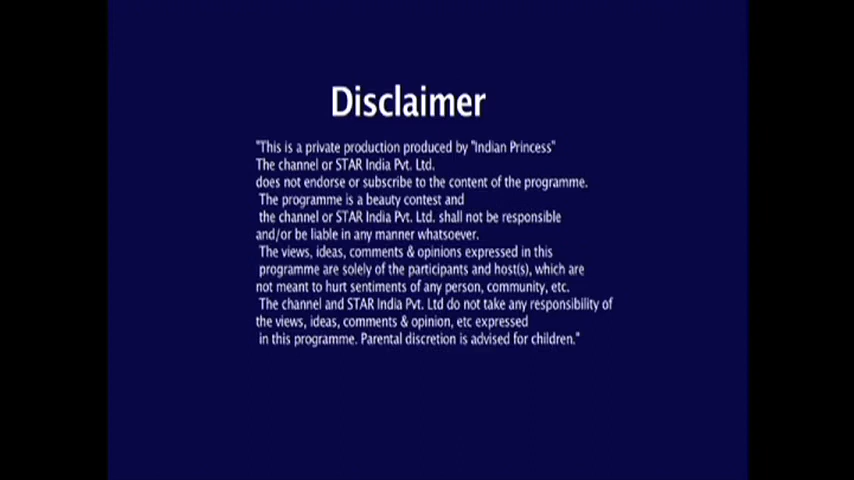 Disclaimer
"This is a private production produced by "Indian Princess"
The channel or STAR India Pvt. Ltd.
does not endorse or subscribe to the content of the programme.
The programme is a beauty contest and
the channel or STAR India Pvt. Ltd. shall not be responsible
and/or be liable in any manner whatsoever.
The views, ideas, comments & opinions expressed in this
programme are solely of the participants and host(s), which are
not meant to hurt sentiments of any person, community, etc.
The channel and STAR India Pvt. Ltd do not take any responsibility of
the views, ideas, comments & opinion, etc expressed
in this programme. Parental discretion is advised for children."